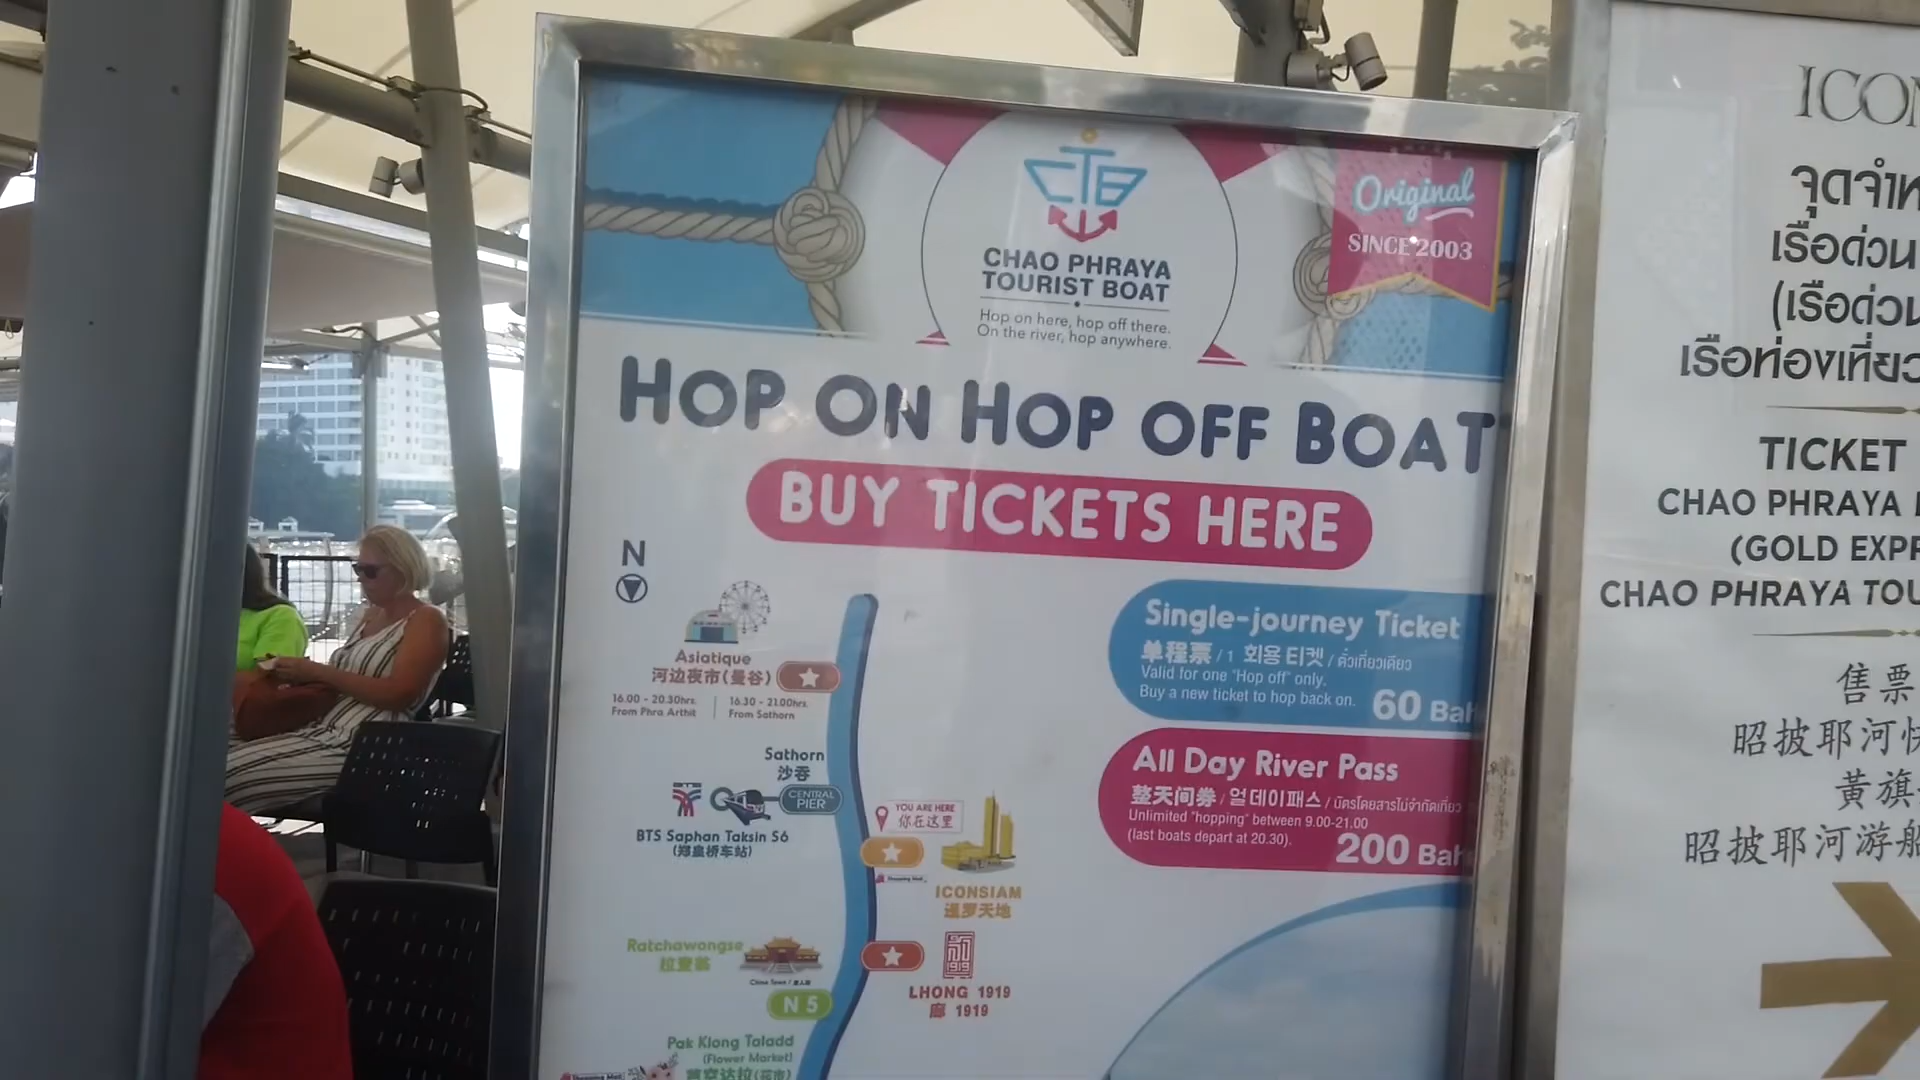 CTB
CHAO PHRAYA
TOURIST BOAT
Hop on here, hop off there.
On the river, hop anywhere.
Original
SINCE 2003
HOP ON HOP OFF BOAT
BUY TICKETS HERE
N
Asiatique
河边夜市(曼谷)
16.00 - 20.30hrs.
From Phra Arthit
16.30 - 21.00hrs.
From Sathorn
Sathorn
沙吞
CENTRAL
PIER
BTS Saphan Taksin S6
(郑皇桥车站)
YOU ARE HERE
你在这里
ICONSIAM
暹罗天地
Ratchawongse
China Town /
N 5
LHONG 1919
廊 1919
Pak Klong Taladd
(Flower Market)
Single-journey Ticket
单程票 / 1 회용 티켓 / ตั๋วเที่ยวเดียว
Valid for one "Hop off" only.
Buy a new ticket to hop back on.
60 Bah
All Day River Pass
整天间券 / 얼데이패스 / บัตรโดยสารไม่จำกัดเที่ยว
Unlimited "hopping" between 9.00-21.00
(last boats depart at 20.30).
200 Bah
ICON
จุดจำห
เรือด่วน
(เรือด่วน
เรือท่องเที่ยว
TICKET
CHAO PHRAYA
(GOLD EXPR
CHAO PHRAYA TOU
售票
昭披耶河快
黄旗
昭披耶河游船